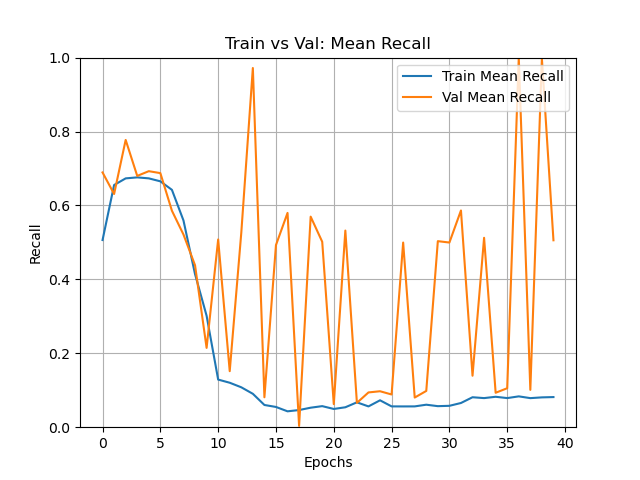 Train vs Val: Mean Recall
Train Mean Recall
Val Mean Recall
Recall
1.0
0.8
0.6
0.4
0.2
0.0
0 5 10 15 20 25 30 35 40
Epochs